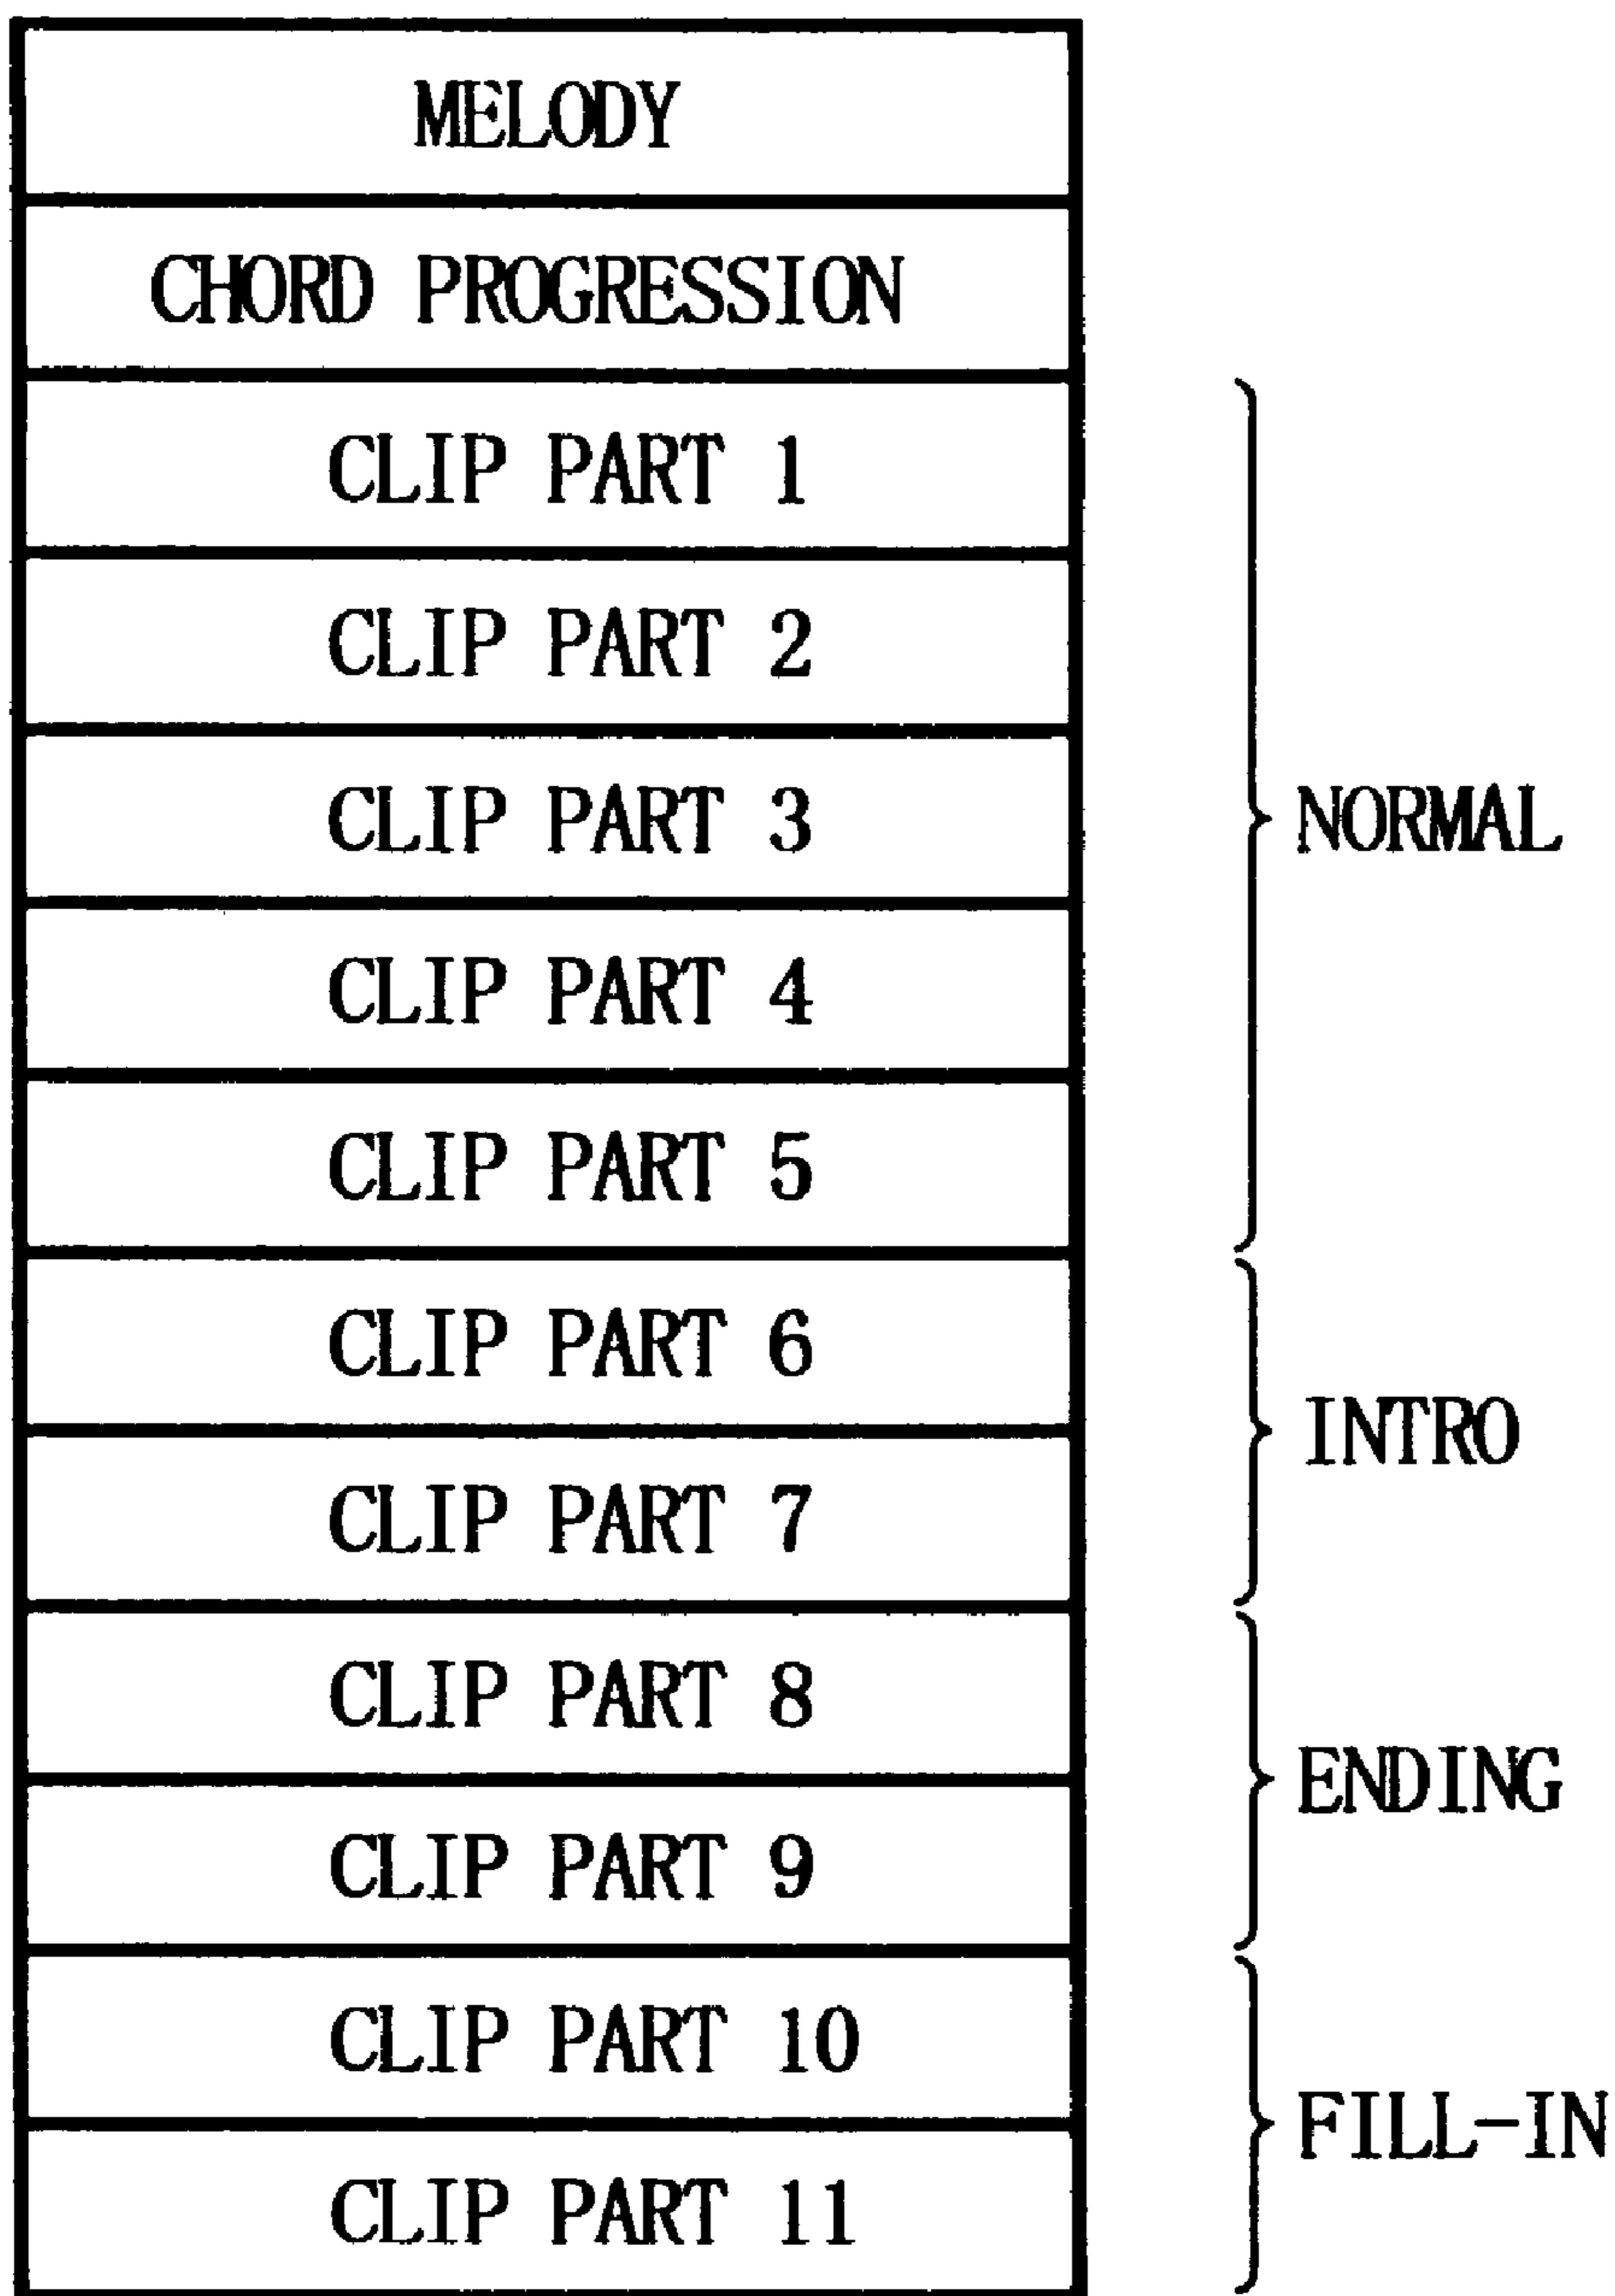 MELODY
CHORD PROGRESSION
CLIP PART 1
CLIP PART 2
CLIP PART 3
NORMAL
CLIP PART 4
CLIP PART 5
CLIP PART 6
INTRO
CLIP PART 7
CLIP PART 8
ENDING
CLIP PART 9
CLIP PART 10
FILL-IN
CLIP PART 11